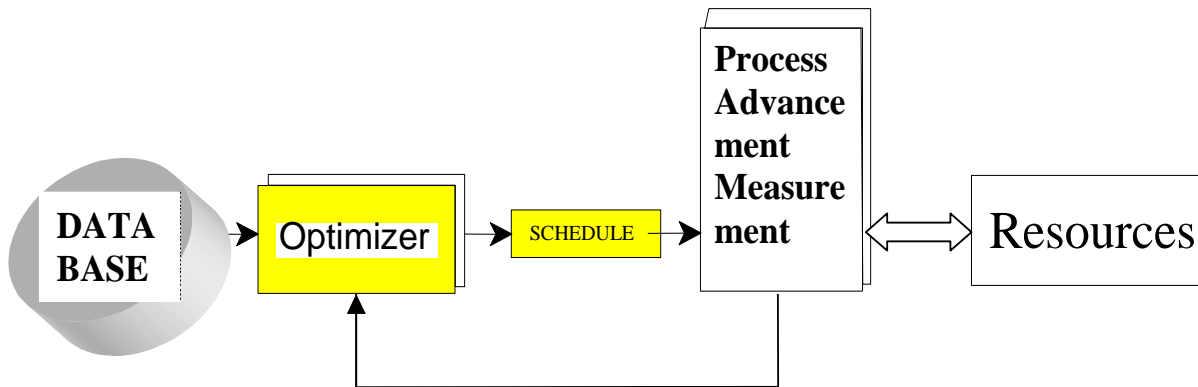 DATA
BASE
Optimizer
SCHEDULE
Process
Advance
ment
Measure
ment
Resources